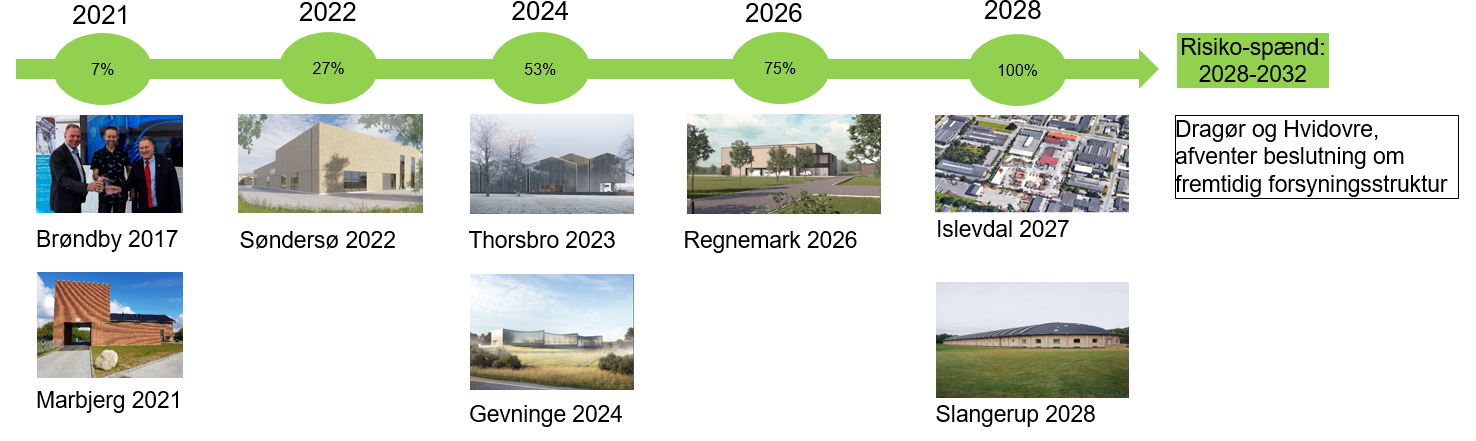 2021
2022
2024
2026
2028
7%
27%
53%
75%
100%
Risiko-spænd:
2028-2032
Dragør og Hvidovre,
afventer beslutning om
fremtidig forsyningsstruktur
Brøndby 2017
Søndersø 2022
Thorsbro 2023
Regnemark 2026
Islevdal 2027
Marbjerg 2021
Gevninge 2024
Slangerup 2028